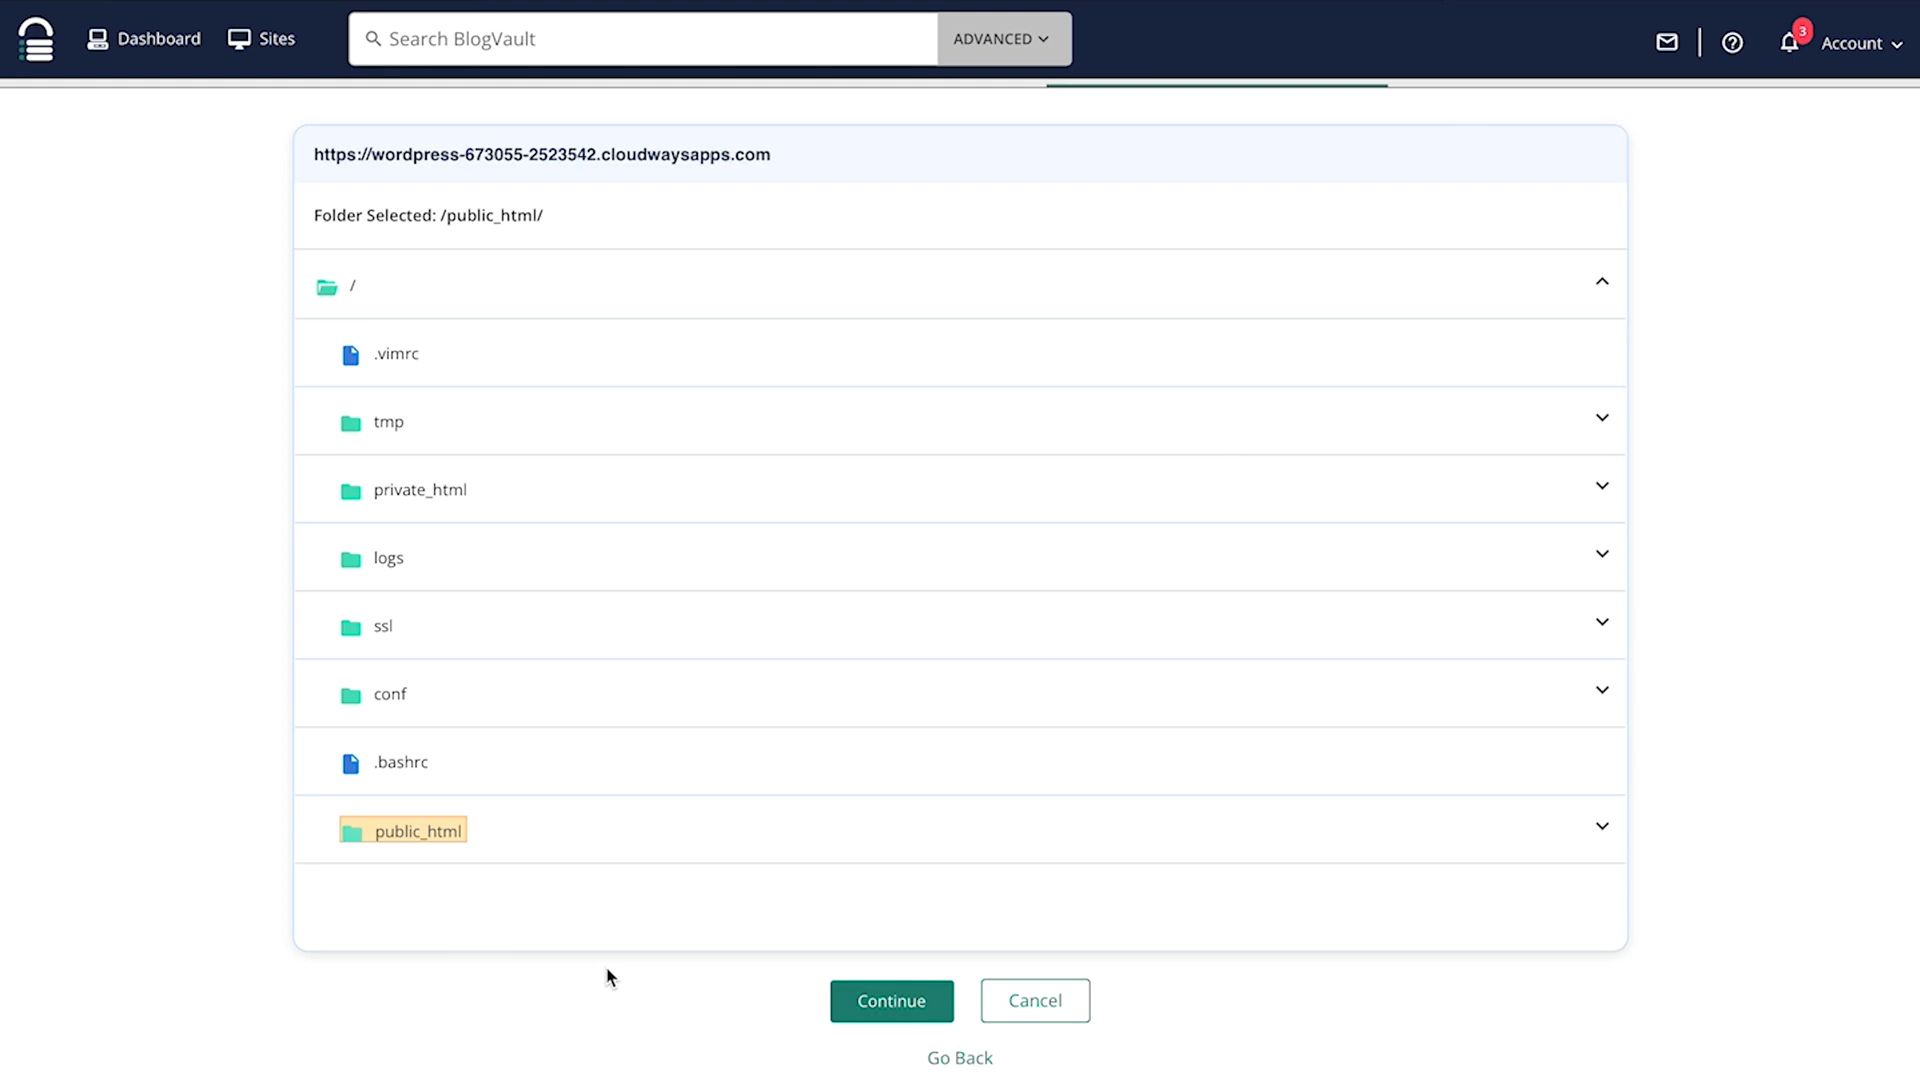 Dashboard Sites Search BlogVault ADVANCED 3 Account
https://wordpress-673055-2523542.cloudwaysapps.com
Folder Selected: /public_html/
/
.vimrc
tmp
private_html
logs
ssl
conf
.bashrc
public_html
Continue Cancel
Go Back